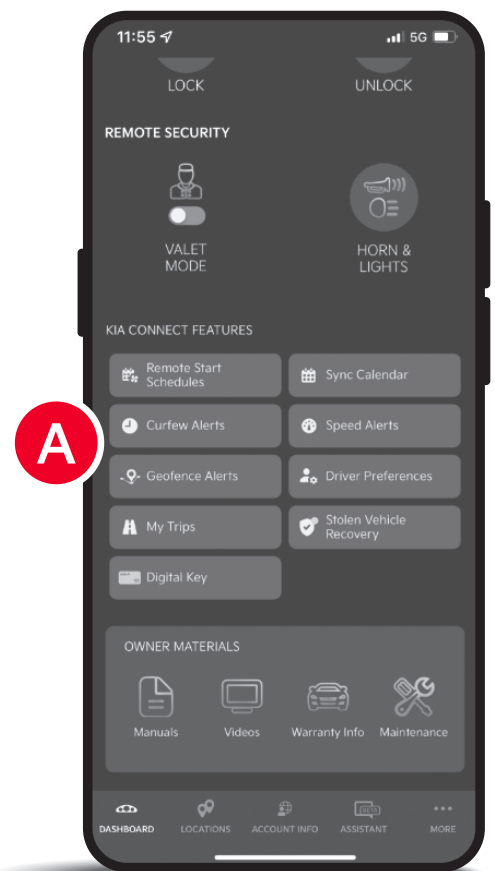 11:55
5G
LOCK
UNLOCK
REMOTE SECURITY
VALET
MODE
HORN &
LIGHTS
KIA CONNECT FEATURES
Remote Start
Schedules
Sync Calendar
Curfew Alerts
Speed Alerts
A
Geofence Alerts
Driver Preferences
My Trips
Stolen Vehicle
Recovery
Digital Key
OWNER MATERIALS
Manuals
Videos
Warranty Info
Maintenance
BETA
DASHBOARD
LOCATIONS
ACCOUNT INFO
ASSISTANT
MORE